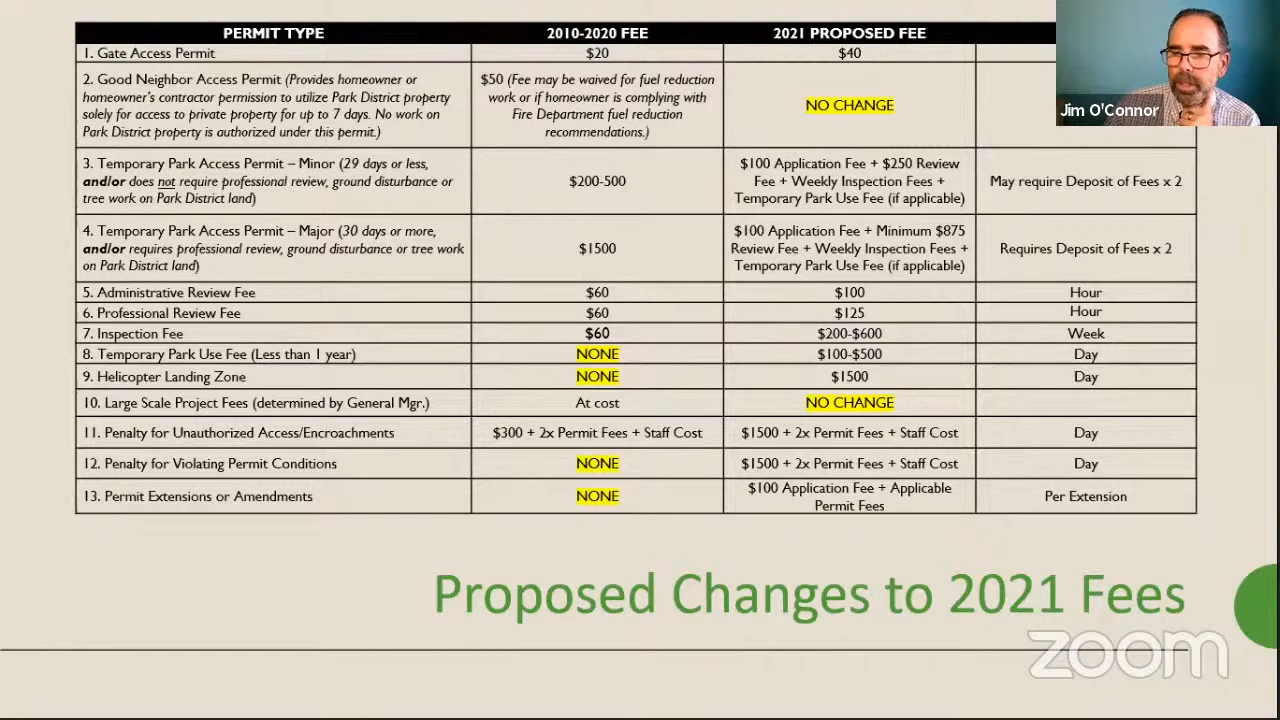 PERMIT TYPE 2010-2020 FEE 2021 PROPOSED FEE
1. Gate Access Permit $20 $40
2. Good Neighbor Access Permit (Provides homeowner or
homeowner's contractor permission to utilize Park District property
solely for access to private property for up to 7 days. No work on
Park District property is authorized under this permit.)
$50 (Fee may be waived for fuel reduction
work or if homeowner is complying with
Fire Department fuel reduction
recommendations.)
NO CHANGE
3. Temporary Park Access Permit – Minor (29 days or less,
and/or does not require professional review, ground disturbance or
tree work on Park District land)
$200-500
$100 Application Fee + $250 Review
Fee + Weekly Inspection Fees +
Temporary Park Use Fee (if applicable)
May require Deposit of Fees x 2
4. Temporary Park Access Permit – Major (30 days or more,
and/or requires professional review, ground disturbance or tree work
on Park District land)
$1500
$100 Application Fee + Minimum $875
Review Fee + Weekly Inspection Fees +
Temporary Park Use Fee (if applicable)
Requires Deposit of Fees x 2
5. Administrative Review Fee $60 $100 Hour
6. Professional Review Fee $60 $125 Hour
7. Inspection Fee $60 $200-$600 Week
8. Temporary Park Use Fee (Less than 1 year) NONE $100-$500 Day
9. Helicopter Landing Zone NONE $1500 Day
10. Large Scale Project Fees (determined by General Mgr.) At cost NO CHANGE
11. Penalty for Unauthorized Access/Encroachments $300 + 2x Permit Fees + Staff Cost $1500 + 2x Permit Fees + Staff Cost Day
12. Penalty for Violating Permit Conditions NONE $1500 + 2x Permit Fees + Staff Cost Day
13. Permit Extensions or Amendments NONE
$100 Application Fee + Applicable
Permit Fees
Per Extension
Jim O'Connor
Proposed Changes to 2021 Fees
zoom